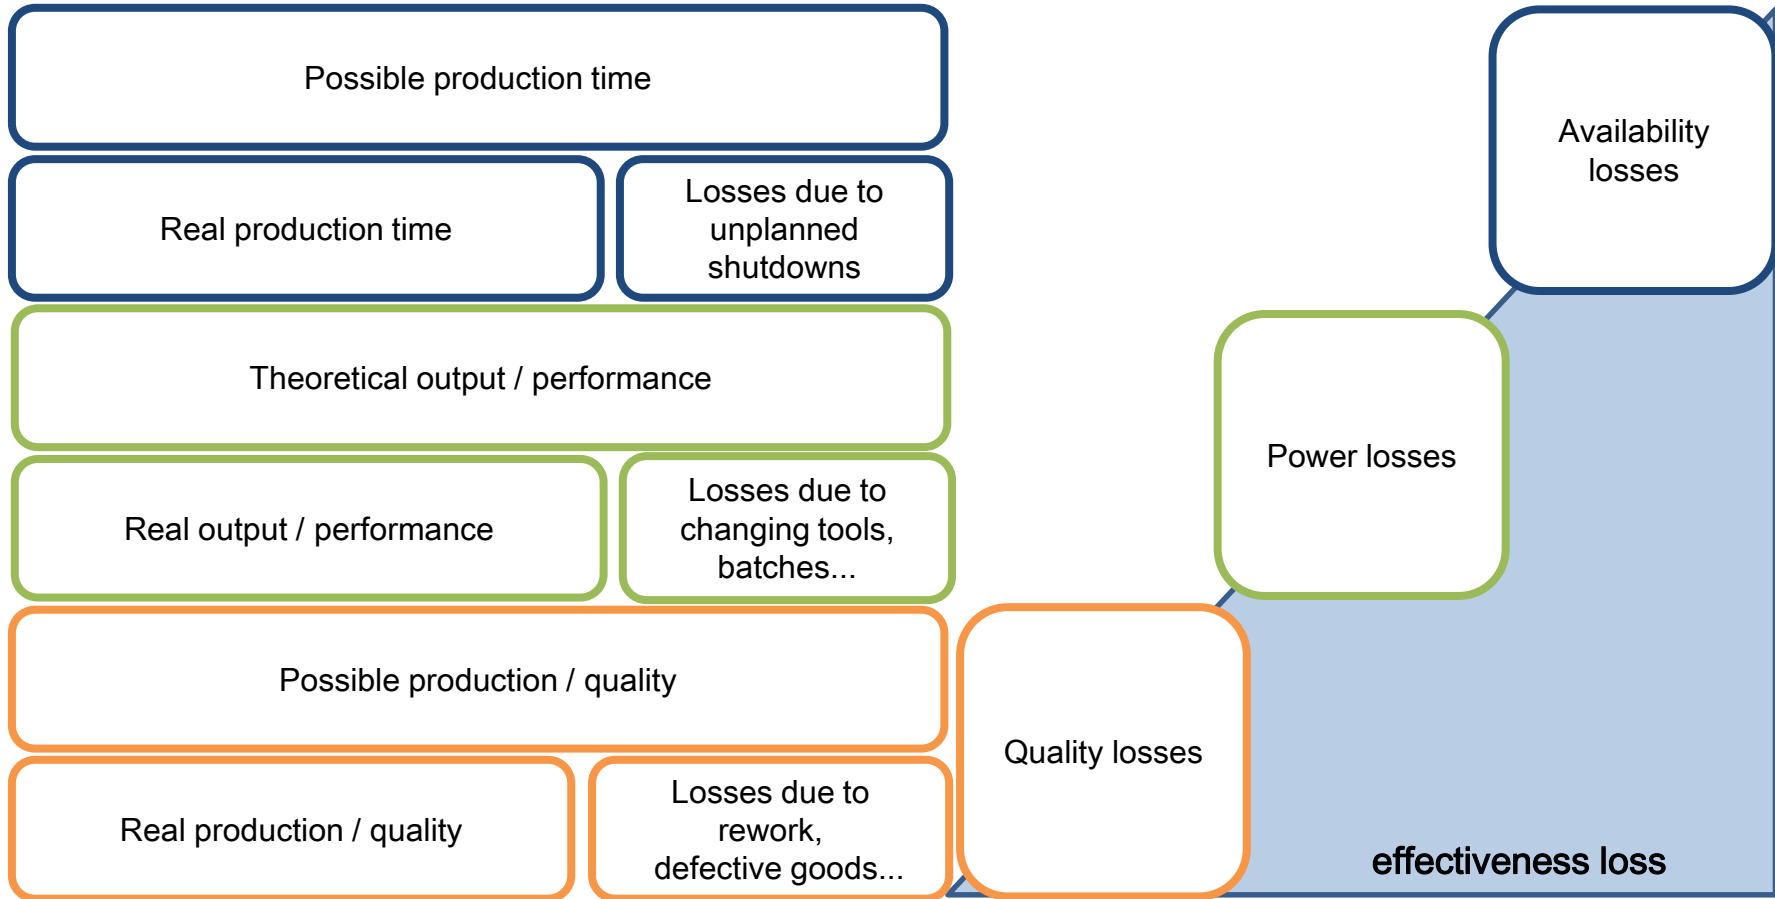 Possible production time
Real production time
Losses due to
unplanned
shutdowns
Availability
losses
Theoretical output / performance
Real output / performance
Losses due to
changing tools,
batches...
Power losses
Possible production / quality
Real production / quality
Losses due to
rework,
defective goods...
Quality losses
effectiveness loss